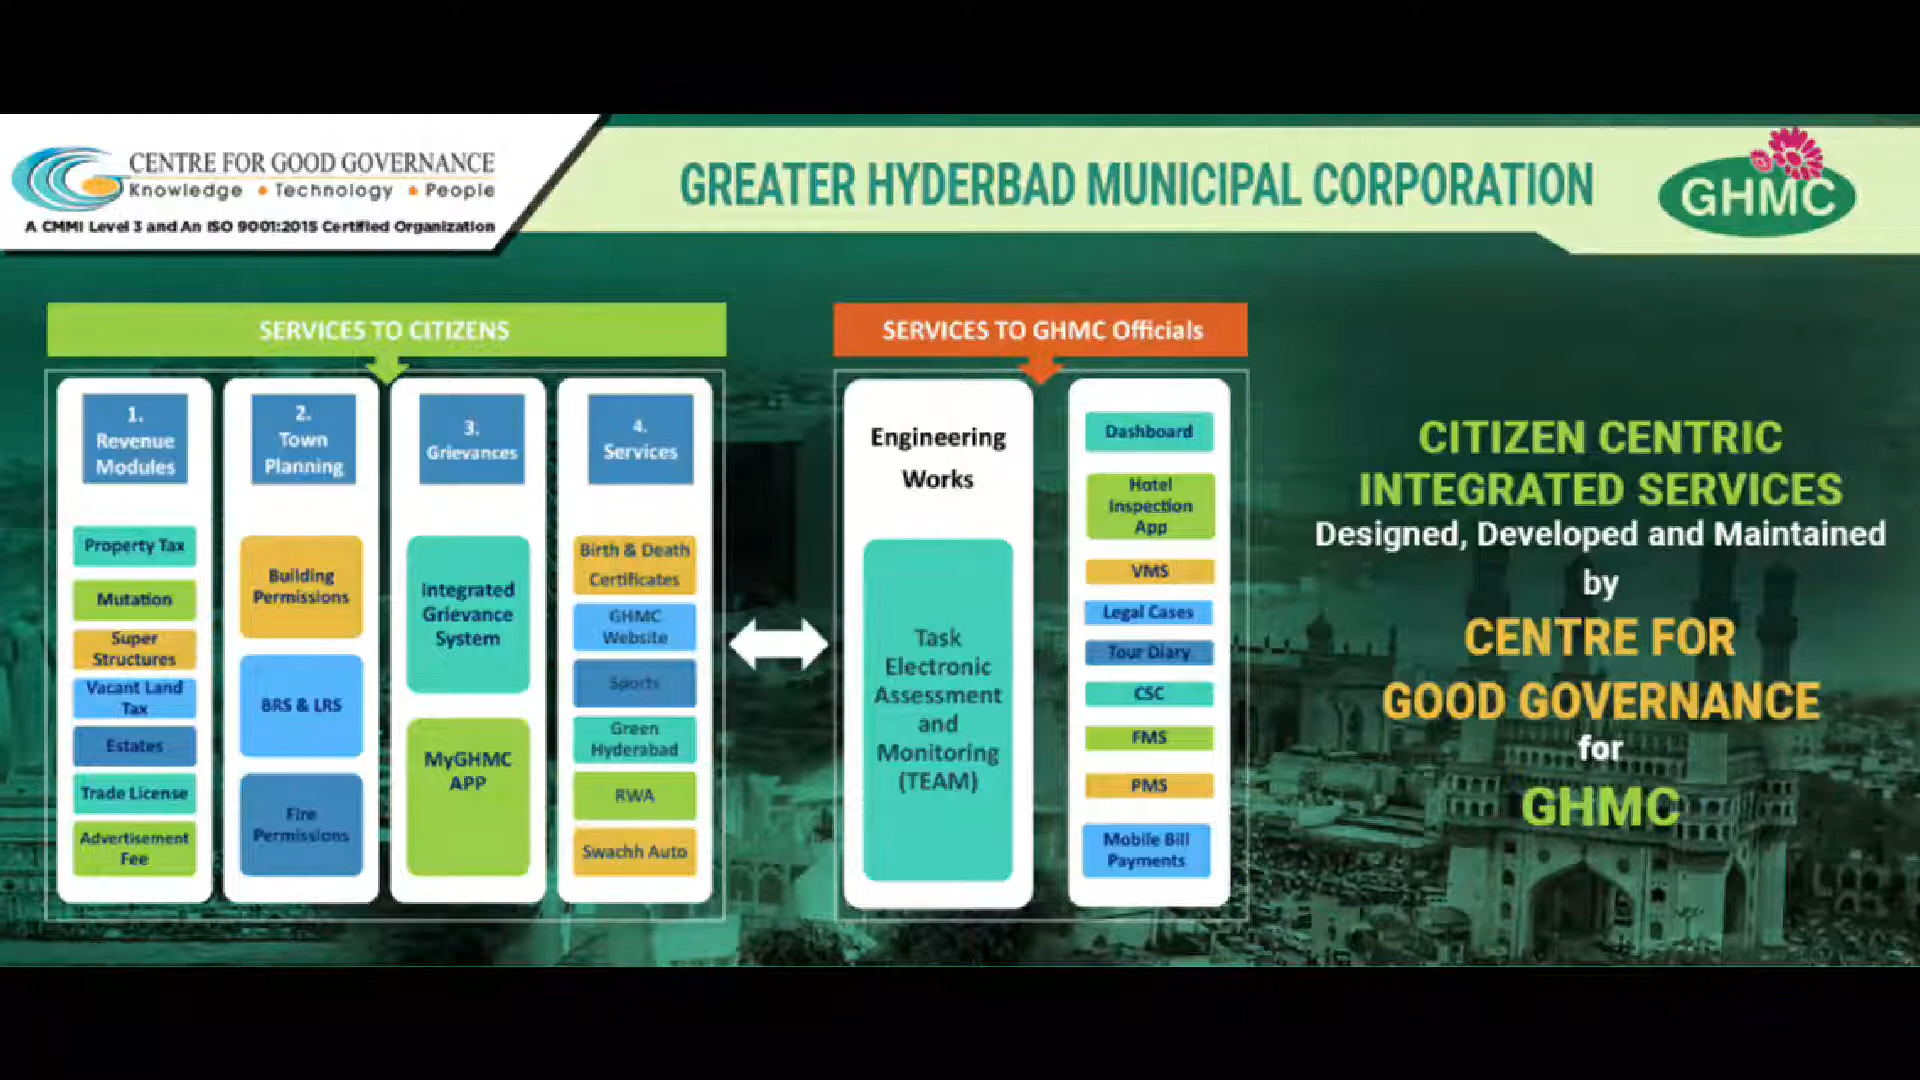 CENTRE FOR GOOD GOVERNANCE
Knowledge • Technology • People
A CMMI Level 3 and An ISO 9001:2015 Certified Organization
GREATER HYDERBAD MUNICIPAL CORPORATION
GHMC
SERVICES TO CITIZENS
1.
Revenue
Modules
Property Tax
Mutation
Super
Structures
Vacant Land
Tax
Estates
Trade License
Advertisement
Fee
2.
Town
Planning
Building
Permissions
BRS & LRS
Fire
Permissions
3.
Grievances
Integrated
Grievance
System
MyGHMC
APP
4.
Services
Birth & Death
Certificates
GHMC
Website
Sports
Green
Hyderabad
RWA
Swachh Auto
SERVICES TO GHMC Officials
Engineering
Works
Task
Electronic
Assessment
and
Monitoring
(TEAM)
Dashboard
Hotel
Inspection
App
VMS
Legal Cases
Tour Diary
CSC
FMS
PMS
Mobile Bill
Payments
CITIZEN CENTRIC
INTEGRATED SERVICES
Designed, Developed and Maintained
by
CENTRE FOR
GOOD GOVERNANCE
for
GHMC